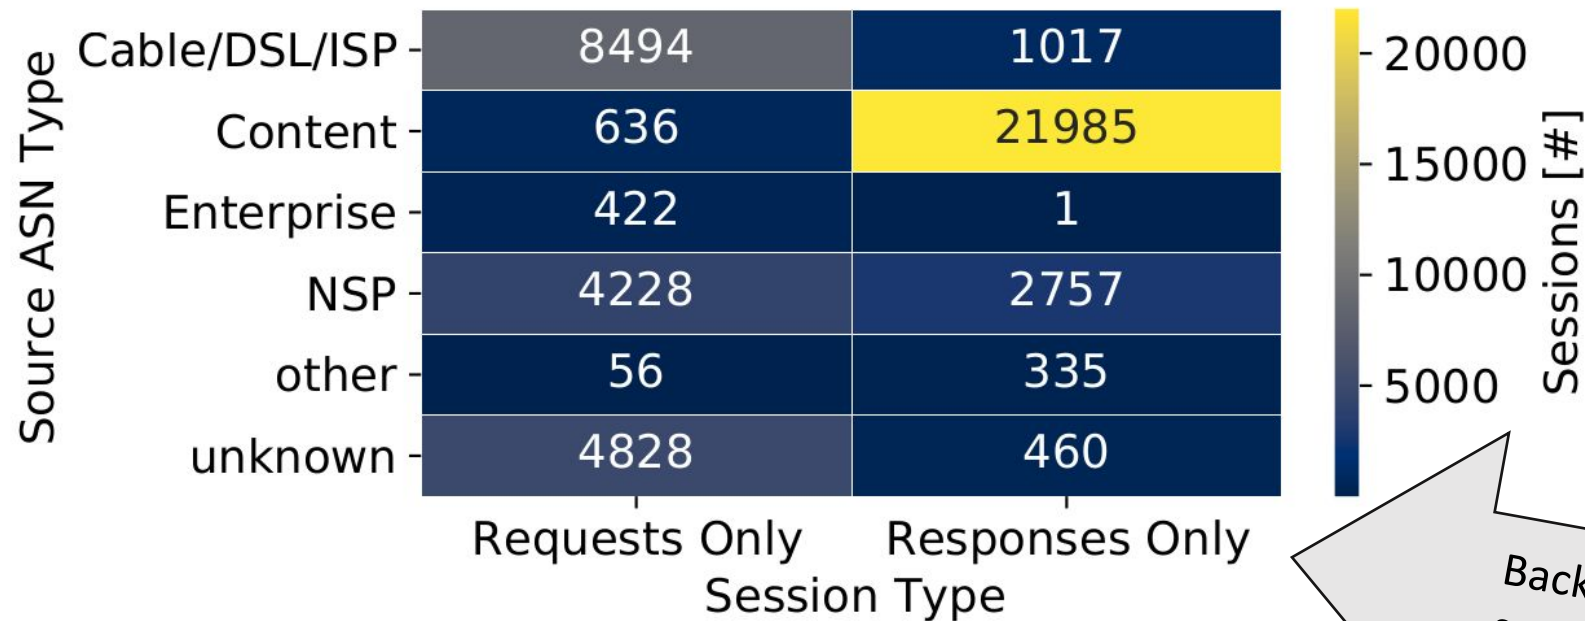 Source ASN Type
Cable/DSL/ISP 8494 1017
Content 636 21985
Enterprise 422 1
NSP 4228 2757
other 56 335
unknown 4828 460
Requests Only Responses Only
Session Type
20000
15000
10000
5000
Sessions [#]
Back